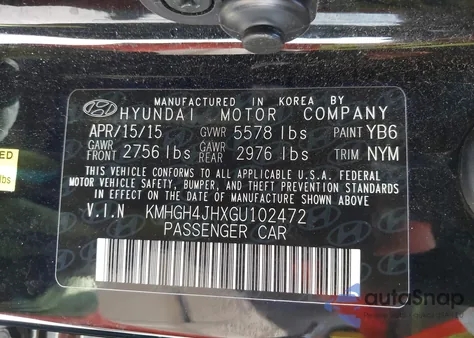 MANUFACTURED IN KOREA BY
HYUNDAI MOTOR COMPANY
APR/15/15 GVWR 5578 lbs PAINT YB6
GAWR FRONT 2756 lbs GAWR REAR 2976 lbs TRIM NYM
THIS VEHICLE CONFORMS TO ALL APPLICABLE U.S.A. FEDERAL
MOTOR VEHICLE SAFETY, BUMPER, AND THEFT PREVENTION STANDARDS
IN EFFECT ON THE DATE OF MANUFACTURE SHOWN ABOVE.
V.I.N KMHGH4JHXGU102472
PASSENGER CAR
ED
lbs
autoSnap